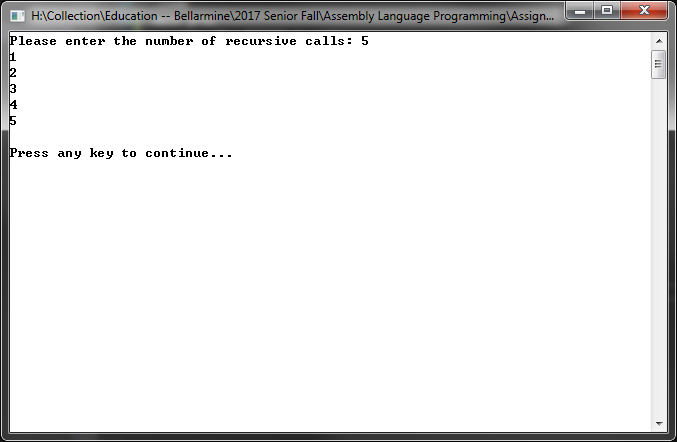 H:\Collection\Education -- Bellarmine\2017 Senior Fall\Assembly Language Programming\Assign...
Please enter the number of recursive calls: 5
1
2
3
4
5
Press any key to continue...